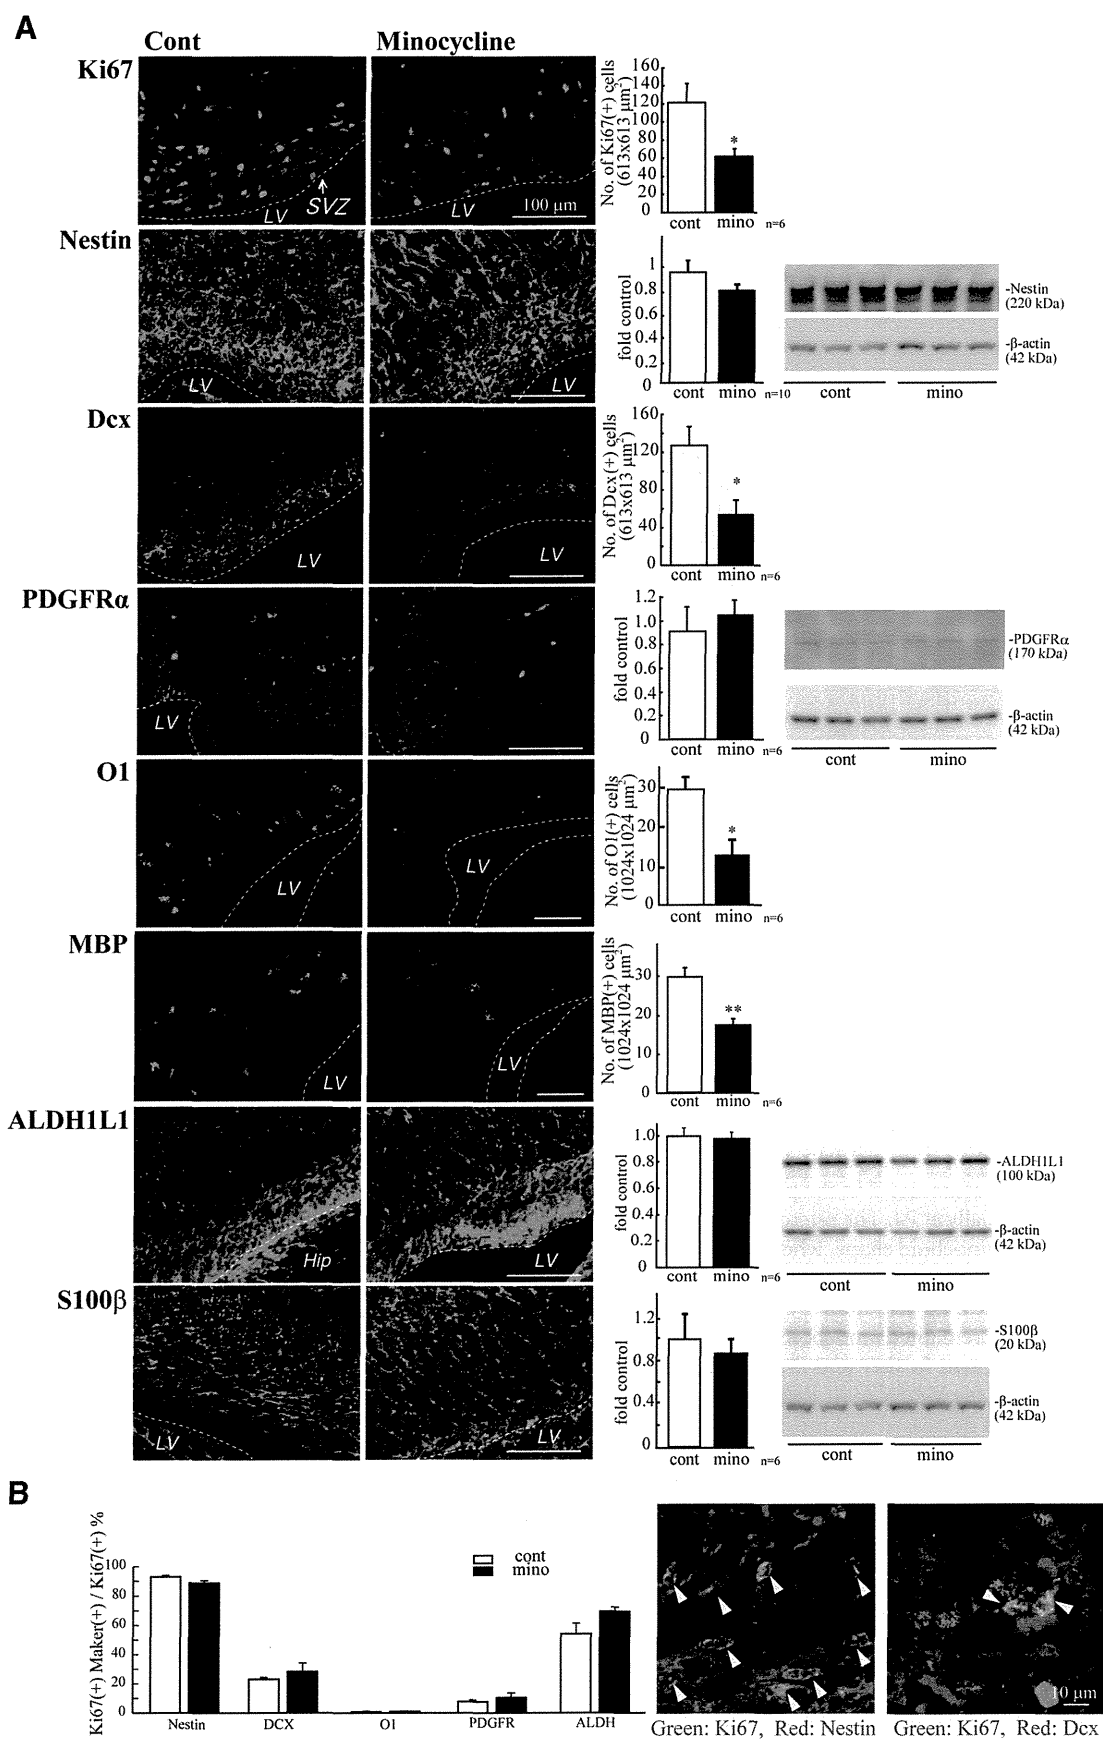 A
Cont Minocycline
Ki67
SVZ
LV
LV
100 μm
No. of Ki67(+) cells
(613x613 μm²)
160
140
120
100
80
60
40
20
0
*
cont mino n=6
Nestin
LV
LV
fold control
1
0.8
0.6
0.4
0.2
0
cont mino n=10
-Nestin
(220 kDa)
-β-actin
(42 kDa)
cont mino
Dcx
LV
LV
No. of Dcx(+) cells
(613x613 μm²)
160
120
80
40
0
*
cont mino n=6
PDGFRα
LV
fold control
1.2
1.0
0.8
0.6
0.4
0.2
0
cont mino n=6
-PDGFRα
(170 kDa)
-β-actin
(42 kDa)
cont mino
O1
LV
LV
No. of O1(+) cells
(1024x1024 μm²)
30
20
10
0
*
cont mino n=6
MBP
LV
LV
No. of MBP(+) cells
(1024x1024 μm²)
30
20
10
0
**
cont mino n=6
ALDH1L1
Hip
LV
fold control
1.0
0.8
0.6
0.4
0.2
0
cont mino n=6
-ALDH1L1
(100 kDa)
-β-actin
(42 kDa)
cont mino
S100β
LV
LV
fold control
1.2
0.8
0.4
0
cont mino n=6
-S100β
(20 kDa)
-β-actin
(42 kDa)
cont mino
B
Ki67(+) Maker(+) / Ki67(+) %
100
80
60
40
20
0
cont
mino
Nestin DCX O1 PDGFR ALDH
10 μm
Green: Ki67, Red: Nestin Green: Ki67, Red: Dcx